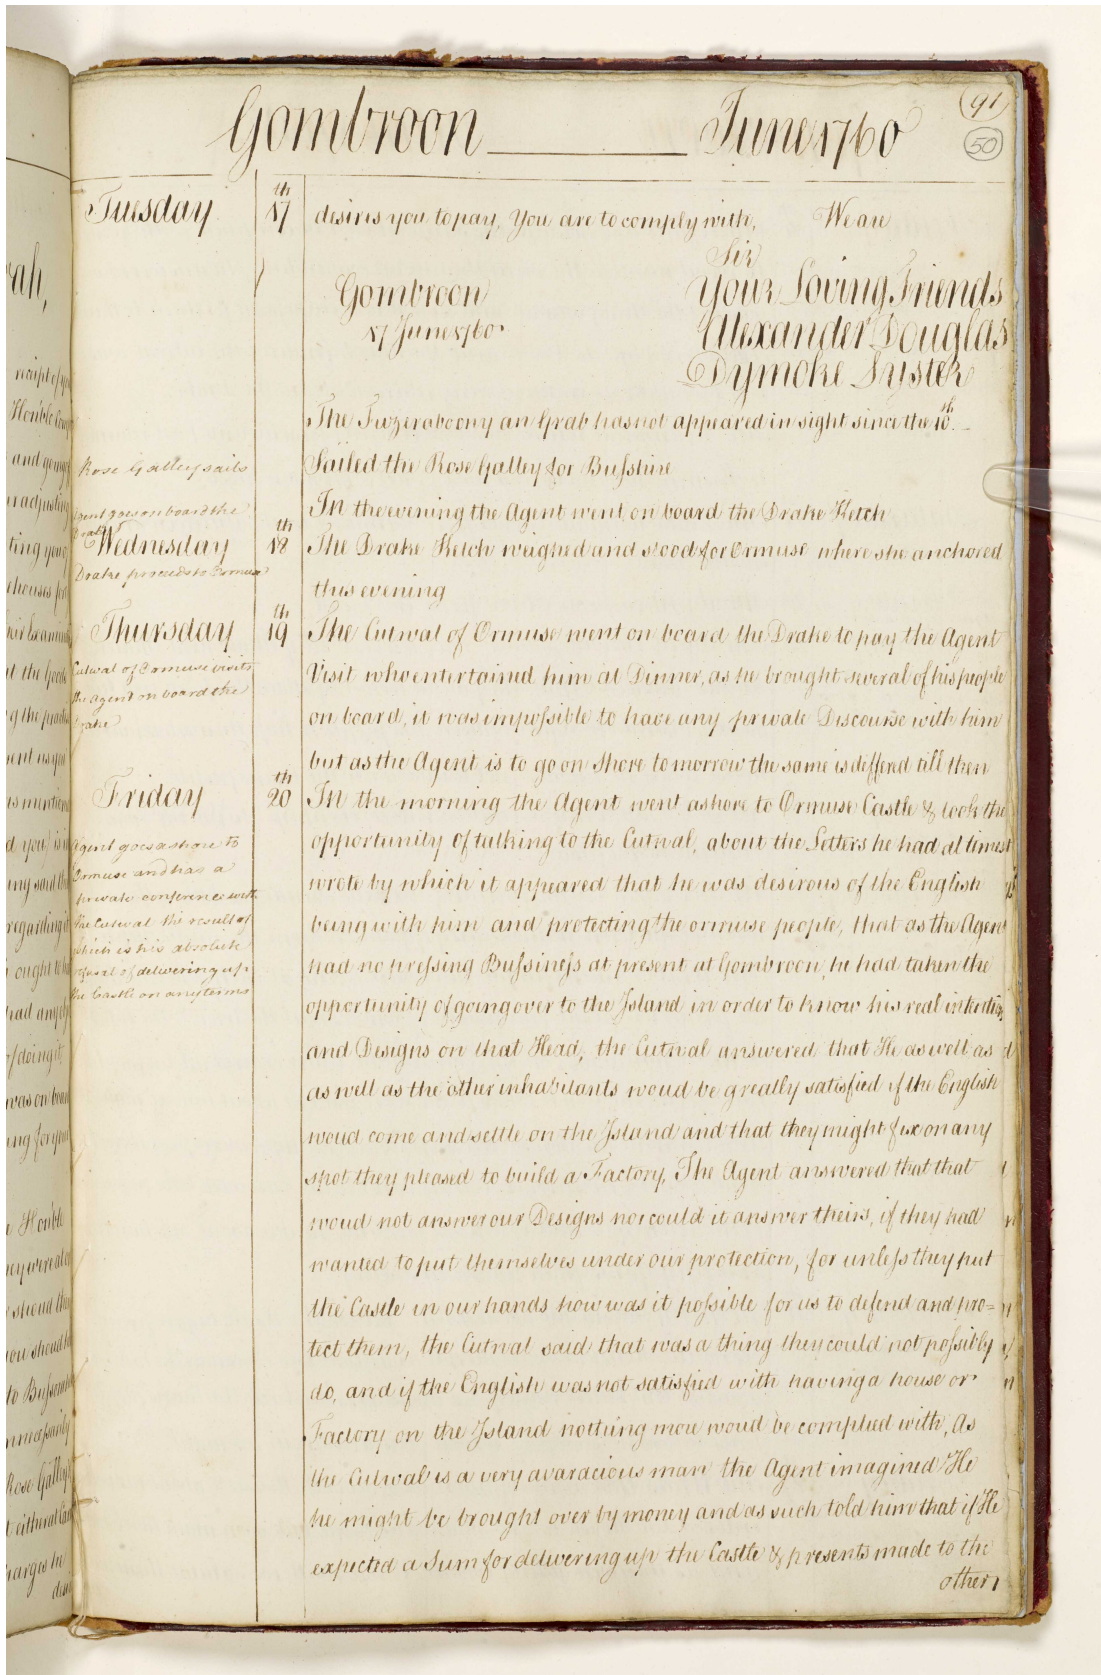 Gombroon June 1760
91
50
Tuesday
17th
desires you to pay, You are to comply with, We are
Sir
Gombroon
Your Loving Friends
17 June 1760.
Alexander Douglas
Dymoke Lyster
an Grab has not appeared in sight since the 10th.
Rose Galley sails
Sailed the Rose Galley for Busshire
Agent goes on board the
Drake
In the evening the Agent went on board the Drake Ketch
Wednesday
18th
The Drake Ketch weighed and stood for Ormuse where she anchored
Drake proceeds to Ormuse
this evening
Thursday
19th
The Cutwal of Ormuse went on board the Drake to pay the Agent
Cutwal of Ormuse visits
the Agent on board the
Drake
Visit who entertained him at Dinner, as he brought several of his people
on board, it was impossible to have any private Discourse with him
but as the Agent is to go on Shore tomorrow the same is deffered till then
Friday
20th
In the morning the Agent went ashore to Ormuse Castle & took the
Agent goes ashore to
Ormuse and has a
private conference with
the Cutwal the result of
which is his absolute
refusal of delivering up
the Castle on any terms
opportunity of talking to the Cutwal, about the Letters he had at times
wrote by which it appeared that he was desirous of the English
being with him and protecting the ormuse people, that as the Agent
had no pressing Bussiness at present at Gombroon, he had taken the
opportunity of going over to the Island in order to know his real intention
and Designs on that Head, the Cutwal answered that He as well as
as well as the other inhabitants woud be greatly satisfied if the English
woud come and settle on the Island and that they might fix on any
spot they pleased to build a Factory, The Agent answered that that
woud not answer our Designs nor could it answer theirs, if they had
wanted to put themselves under our protection, for unless they put
the Castle in our hands how was it possible for us to defend and pro=
tect them, the Cutwal said that was a thing they could not possibly
do, and if the English was not satisfied with having a house or
Factory on the Island nothing more woud be complied with, As
the Cutwal is a very avaracious man the Agent imagined He
he might be brought over by money and as such told him that if He
expected a Sum for delivering up the Castle & presents made to the
other